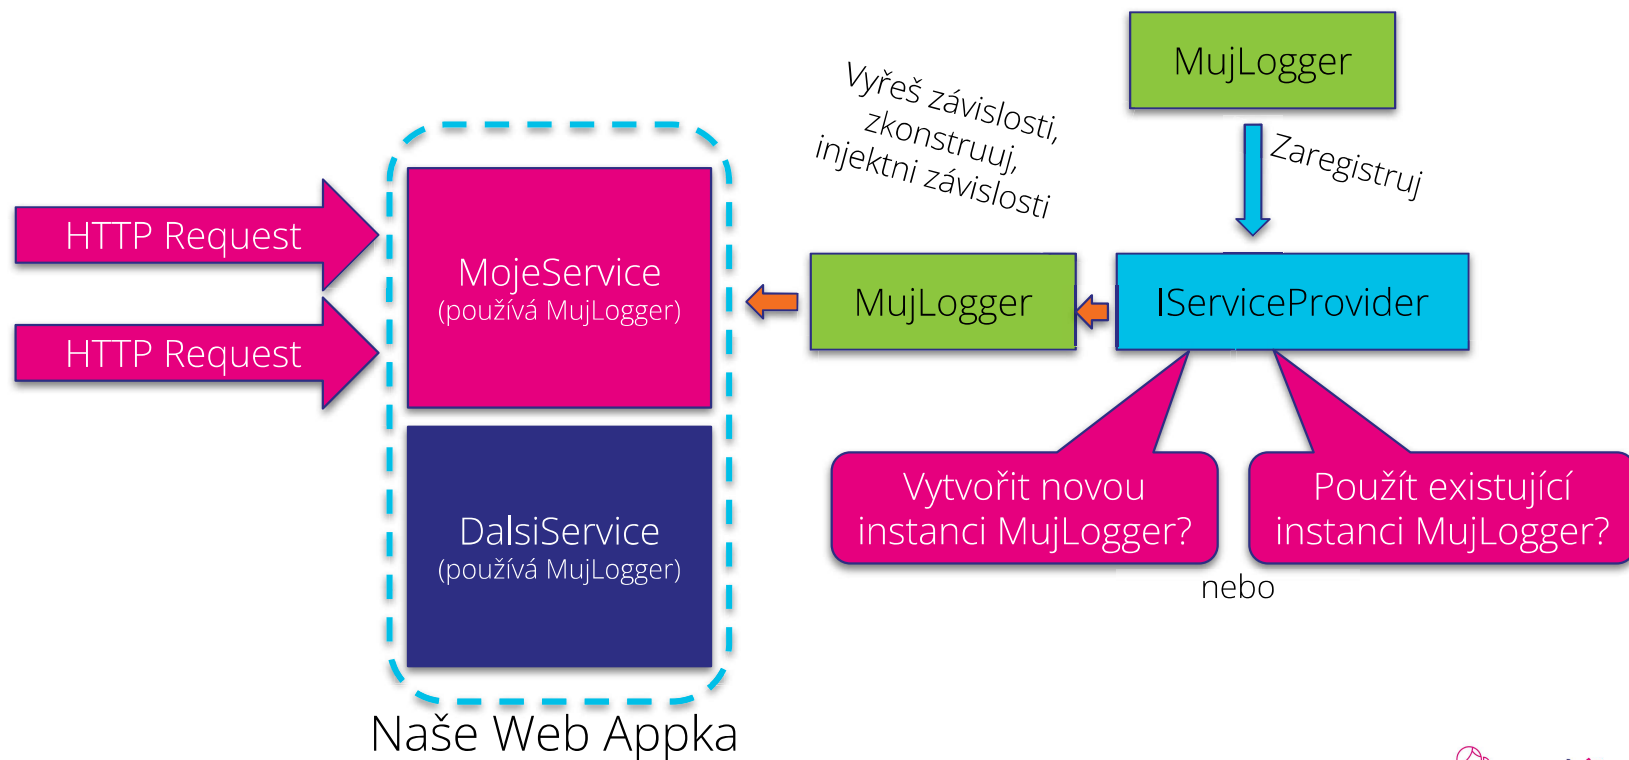 MujLogger
Vyřeš závislosti,
zkonstruuj,
injektni závislosti
Zaregistruj
HTTP Request
HTTP Request
MojeService
(používá MujLogger)
MujLogger
IServiceProvider
DalsiService
(používá MujLogger)
Vytvořit novou
instanci MujLogger?
Použít existující
instanci MujLogger?
nebo
Naše Web Appka